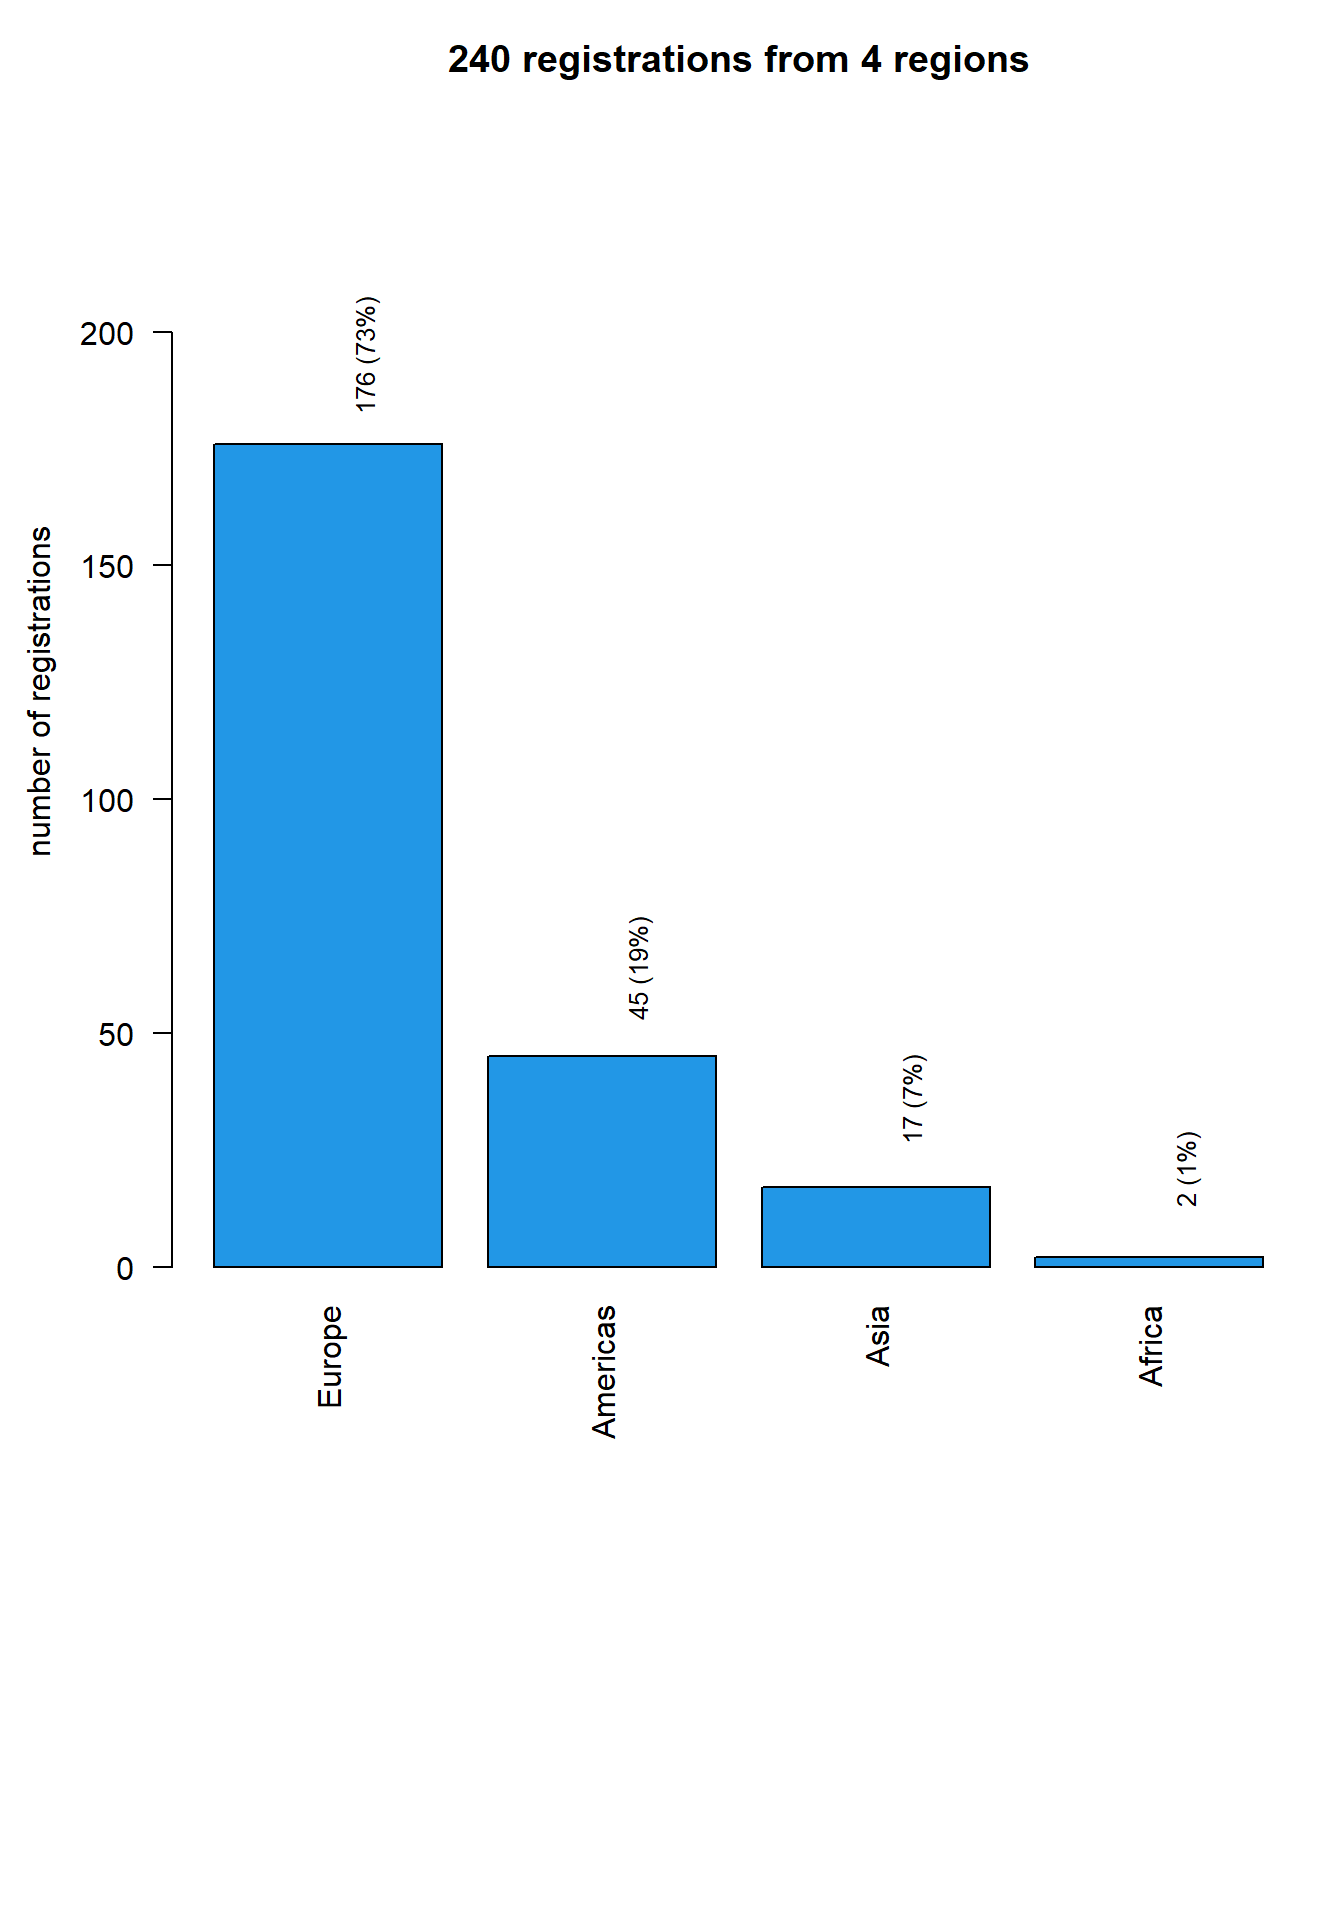 240 registrations from 4 regions
number of registrations
200
150
100
50
0
176 (73%)
45 (19%)
17 (7%)
2 (1%)
Europe
Americas
Asia
Africa